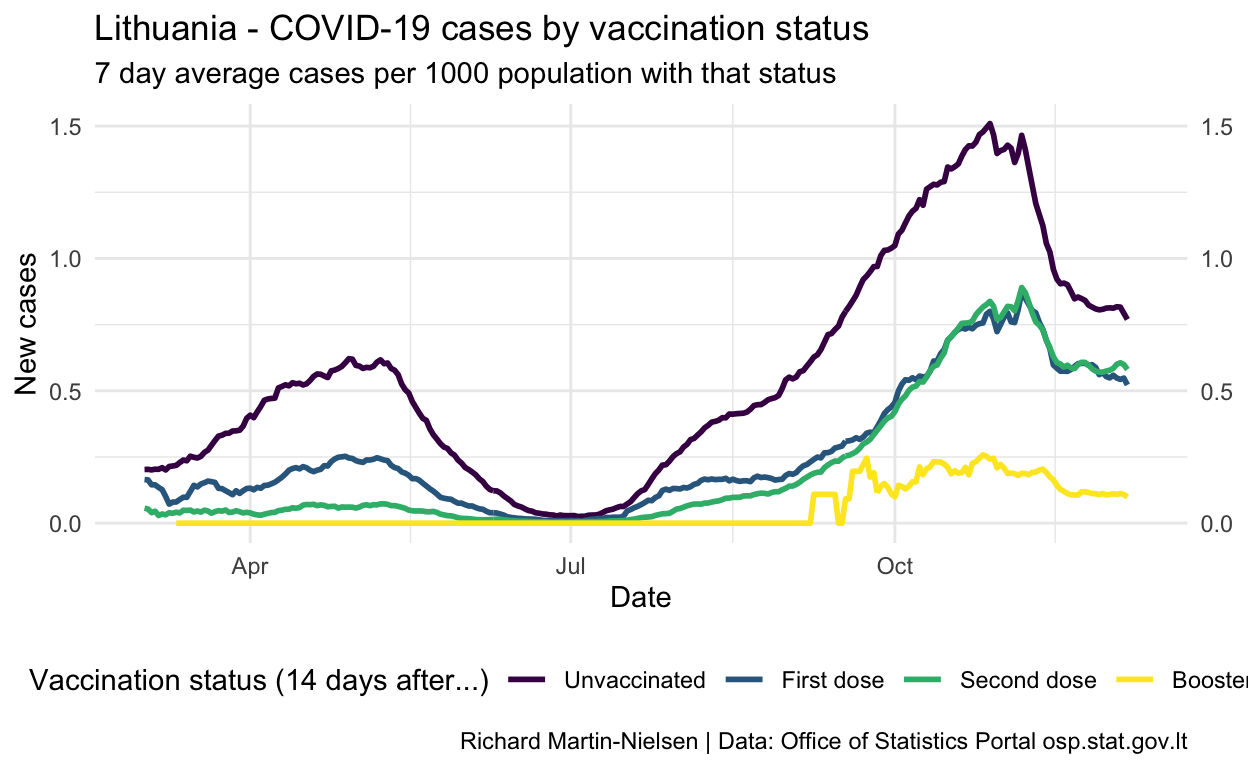 Lithuania - COVID-19 cases by vaccination status
7 day average cases per 1000 population with that status
New cases
1.5
1.0
0.5
0.0
1.5
1.0
0.5
0.0
Apr Jul Oct
Date
Vaccination status (14 days after...) Unvaccinated First dose Second dose Booster
Richard Martin-Nielsen | Data: Office of Statistics Portal osp.stat.gov.lt